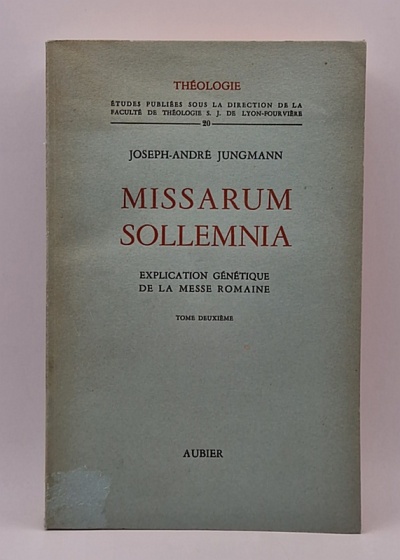 THÉOLOGIE
ÉTUDES PUBLIÉES SOUS LA DIRECTION DE LA
FACULTÉ DE THÉOLOGIE S. J. DE LYON-FOURVIÈRE
20
JOSEPH-ANDRÉ JUNGMANN
MISSARUM
SOLLEMNIA
EXPLICATION GÉNÉTIQUE
DE LA MESSE ROMAINE
TOME DEUXIÈME
AUBIER